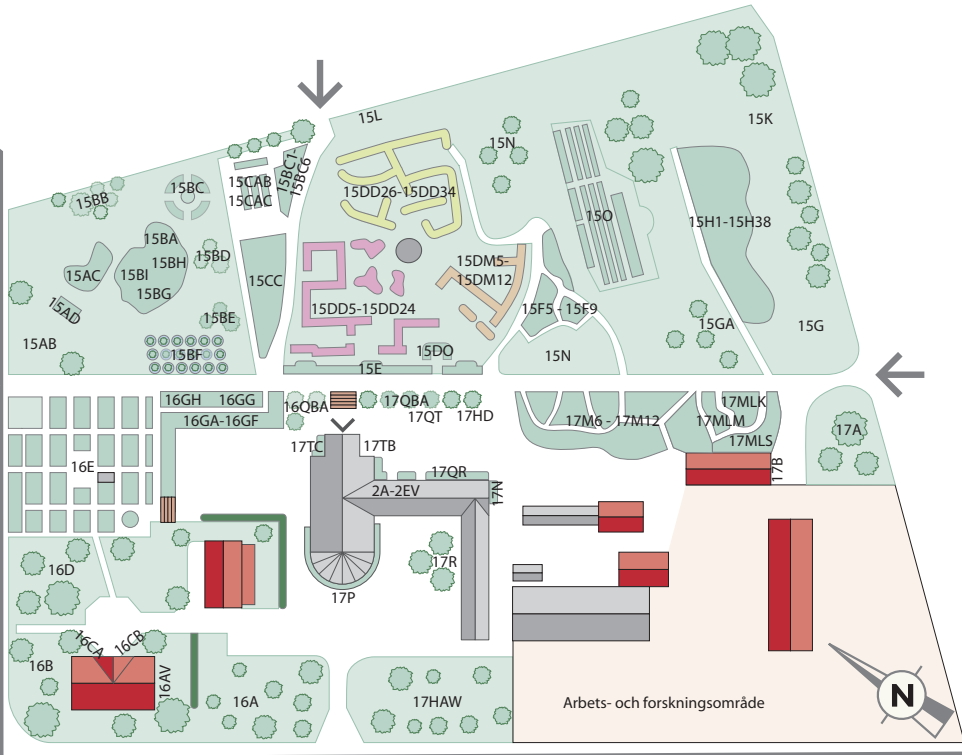 15L
15K
15N
15BC1-
15BC6
15CAB
15CAC
15BC
15BB
15DD26-15DD34
15O
15H1-15H38
15BA
15BH
15BD
15AC
15BI
15BG
15CC
15DM5-
15DM12
15AD
15BE
15DD5-15DD24
15F5 - 15F9
15GA
15G
15AB
15BF
15DO
15N
15E
16GH
16GG
16QBA
17QBA
17MLK
16GA-16GF
17QT
17HD
17M6 - 17M12
17MLM
17A
17TC
17TB
17MLS
16E
17QR
17B
2A-2EV
17N
16D
17R
17P
16CA
16CB
16B
16AV
16A
17HAW
Arbets- och forskningsområde
N